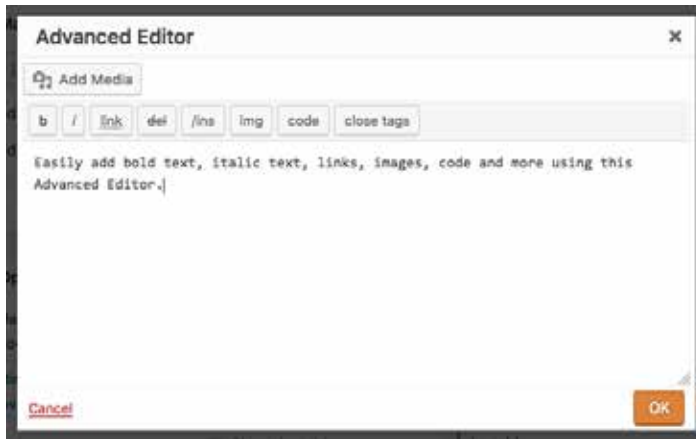 Advanced Editor
×
Add Media
b i link del /ins img code close tags
Easily add bold text, italic text, links, images, code and more using this
Advanced Editor.
Cancel
OK